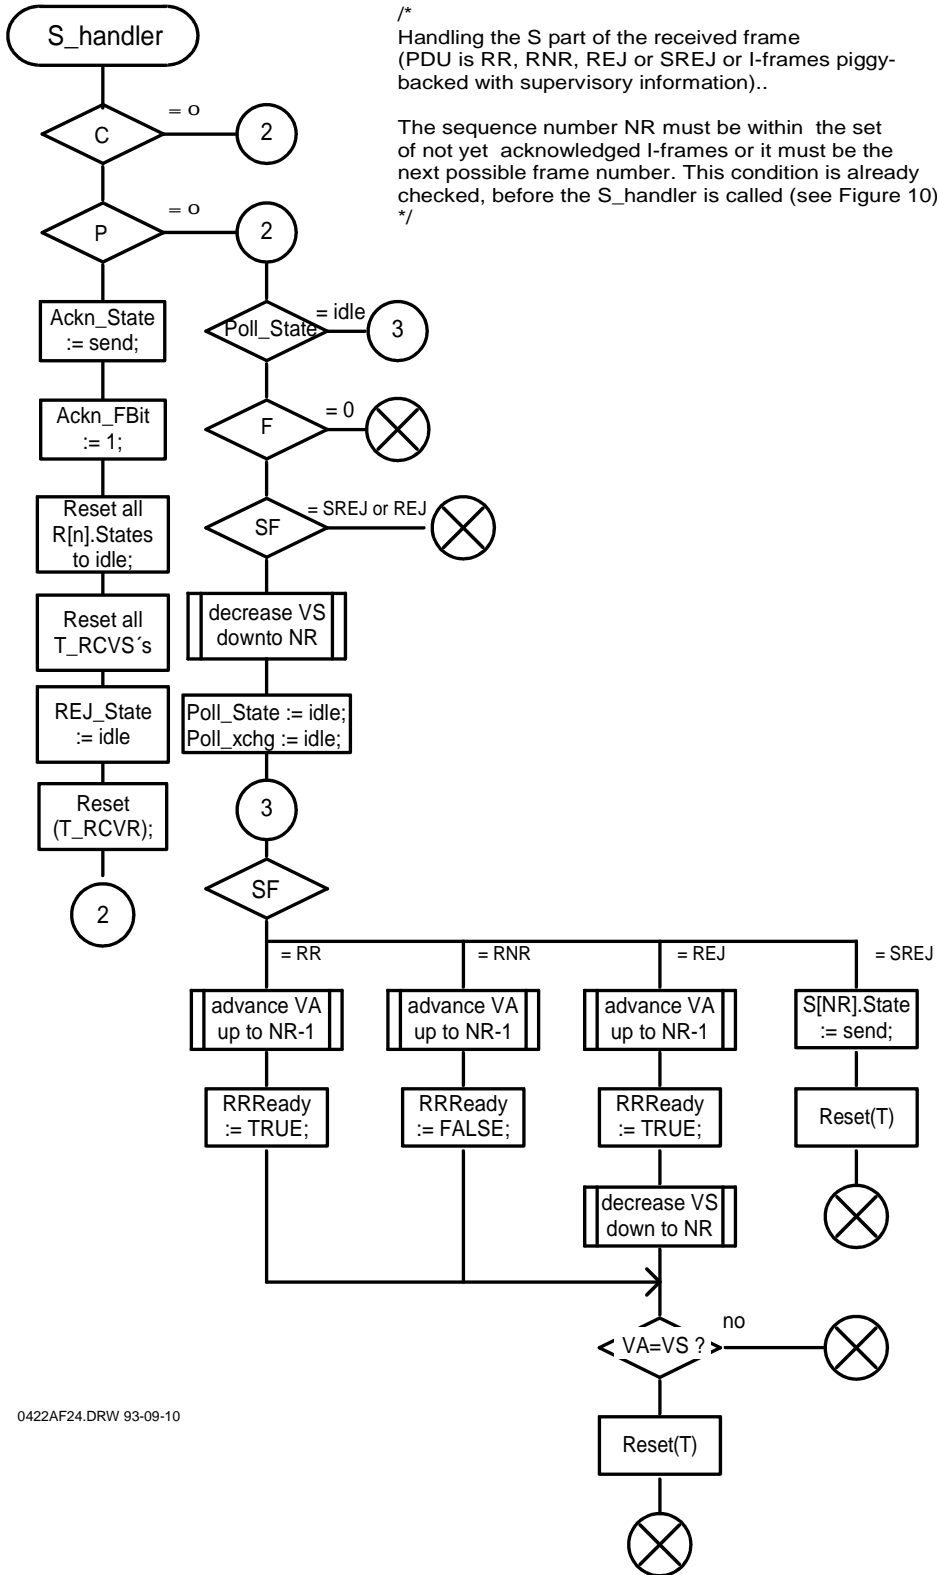 S_handler
/*
Handling the S part of the received frame
(PDU is RR, RNR, REJ or SREJ or I-frames piggy-
backed with supervisory information)..
The sequence number NR must be within the set
of not yet acknowledged I-frames or it must be the
next possible frame number. This condition is already
checked, before the S_handler is called (see Figure 10)
*/
C
= 0
2
P
= 0
2
Ackn_State
:= send;
Ackn_FBit
:= 1;
Reset all
R[n].States
to idle;
Reset all
T_RCVS´s
REJ_State
:= idle
Reset
(T_RCVR);
2
Poll_State
= idle
3
F
= 0
SF
= SREJ or REJ
decrease VS
downto NR
Poll_State := idle;
Poll_xchg := idle;
3
SF
= RR
= RNR
= REJ
= SREJ
advance VA
up to NR-1
advance VA
up to NR-1
advance VA
up to NR-1
S[NR].State
:= send;
RRReady
:= TRUE;
RRReady
:= FALSE;
RRReady
:= TRUE;
Reset(T)
decrease VS
down to NR
VA=VS ?
no
Reset(T)
0422AF24.DRW 93-09-10